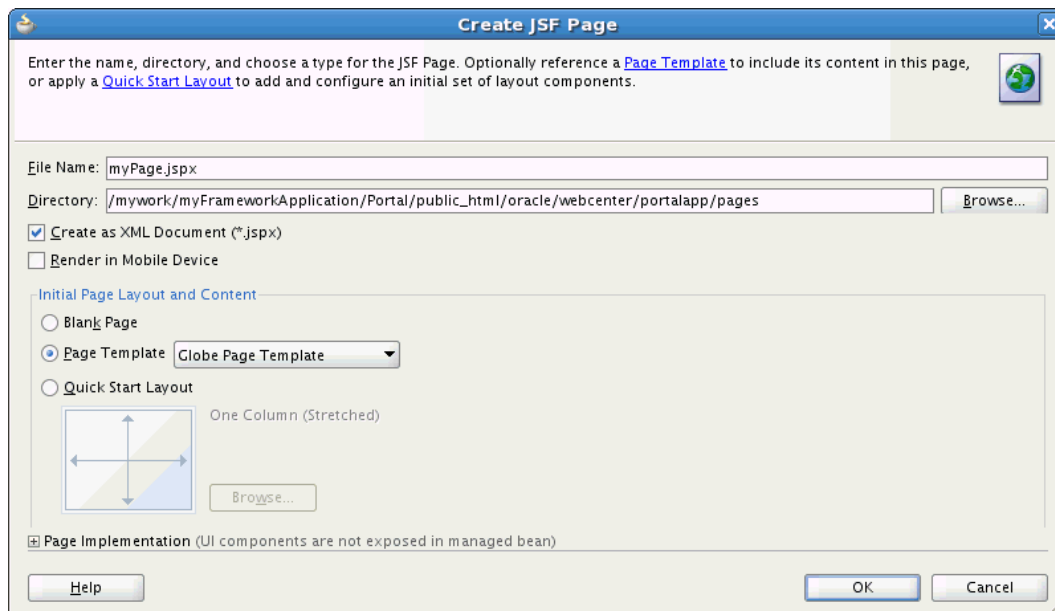 Create JSF Page
Enter the name, directory, and choose a type for the JSF Page. Optionally reference a Page Template to include its content in this page,
or apply a Quick Start Layout to add and configure an initial set of layout components.
File Name: myPage.jspx
Directory: /mywork/myFrameworkApplication/Portal/public_html/oracle/webcenter/portalapp/pages Browse...
Create as XML Document (*.jspx)
Render in Mobile Device
Initial Page Layout and Content
Blank Page
Page Template Globe Page Template
Quick Start Layout
One Column (Stretched)
Browse...
Page Implementation (UI components are not exposed in managed bean)
Help OK Cancel